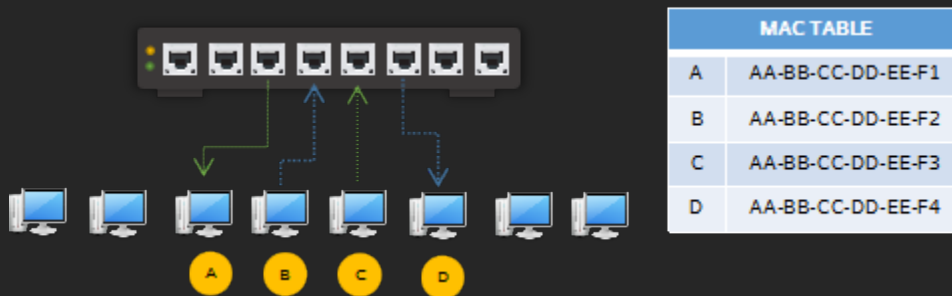 MAC TABLE
A AA-BB-CC-DD-EE-F1
B AA-BB-CC-DD-EE-F2
C AA-BB-CC-DD-EE-F3
D AA-BB-CC-DD-EE-F4
A B C D